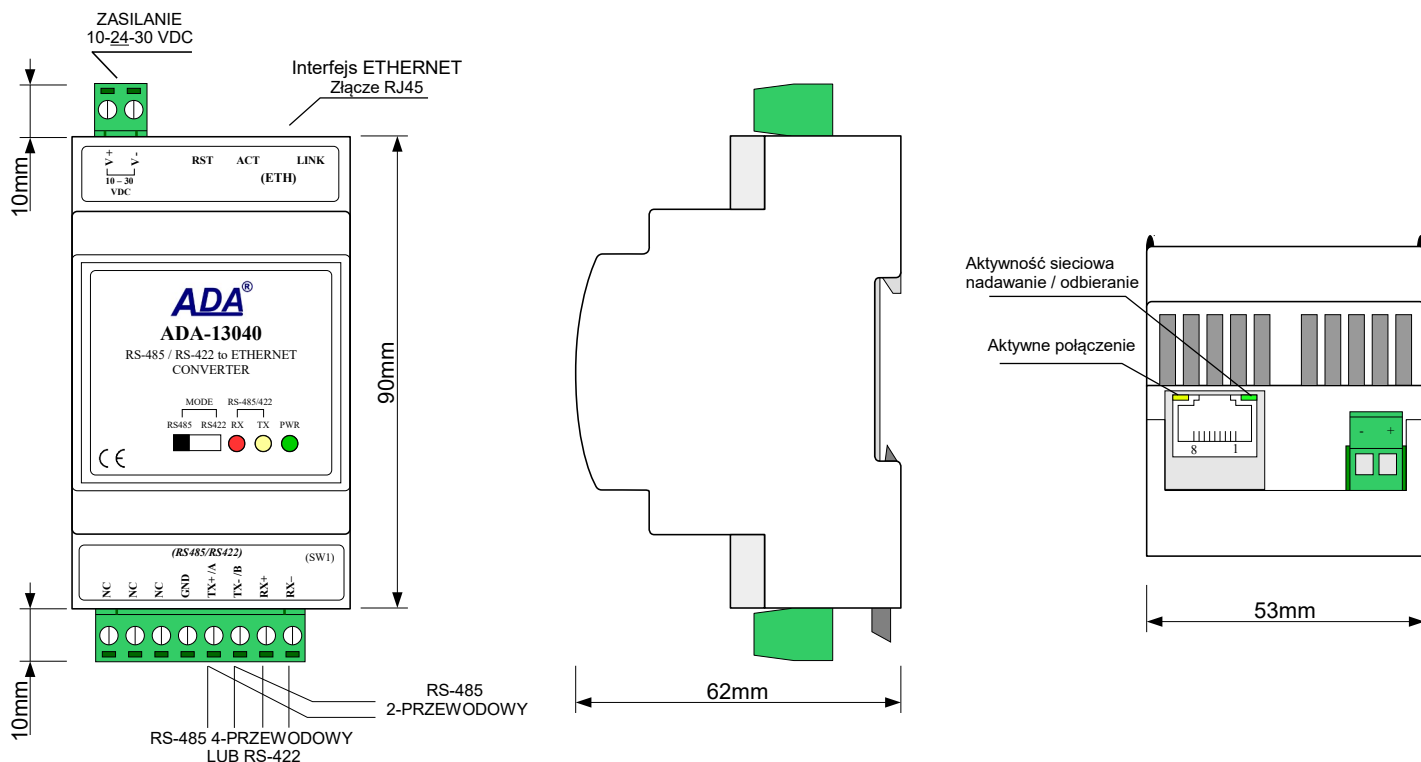 ZASILANIE
10-24-30 VDC
Interfejs ETHERNET
Złącze RJ45
10mm
V+
V-
10 – 30
VDC
RST ACT LINK
(ETH)
ADA®
ADA-13040
RS-485 / RS-422 to ETHERNET
CONVERTER
MODE RS-485/422
RS485 RS422 RX TX PWR
CE
90mm
(RS485/RS422)
(SW1)
NC
NC
NC
GND
TX+ /A
TX- /B
RX+
RX–
10mm
RS-485
2-PRZEWODOWY
RS-485 4-PRZEWODOWY
LUB RS-422
62mm
Aktywność sieciowa
nadawanie / odbieranie
Aktywne połączenie
8 1
- +
53mm